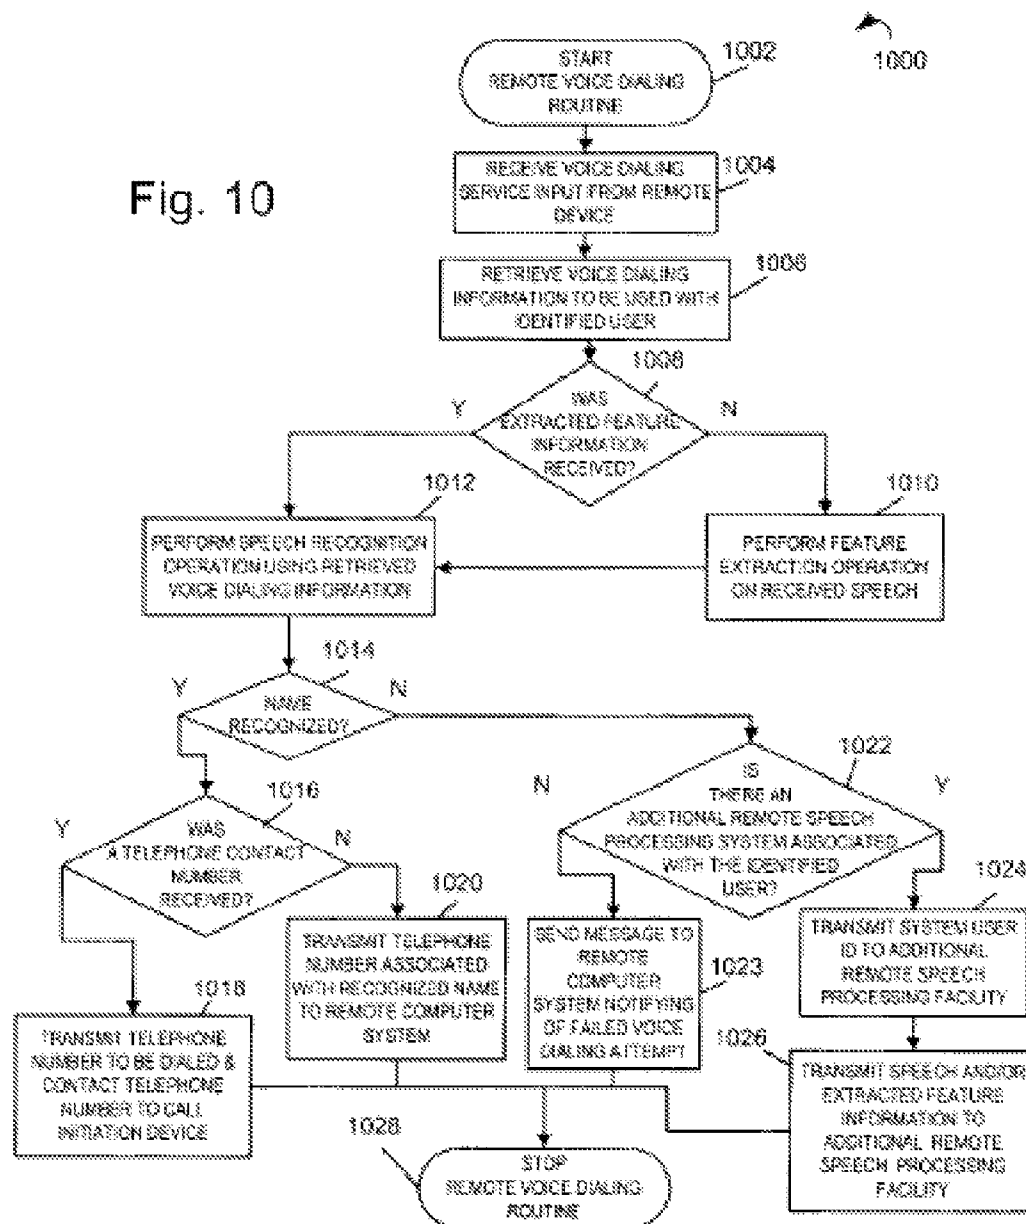 1000
1002
START
REMOTE VOICE DIALING
ROUTINE
Fig. 10
RECEIVE VOICE DIALING
SERVICE INPUT FROM REMOTE
DEVICE
1004
RETRIEVE VOICE DIALING
INFORMATION TO BE USED WITH
IDENTIFIED USER
1006
1008
Y
N
WAS
EXTRACTED FEATURE
INFORMATION
RECEIVED?
1012
1010
PERFORM SPEECH RECOGNITION
OPERATION USING RETRIEVED
VOICE DIALING INFORMATION
PERFORM FEATURE
EXTRACTION OPERATION
ON RECEIVED SPEECH
1014
Y
N
NAME
RECOGNIZED?
1022
N
Y
IS
THERE AN
ADDITIONAL REMOTE SPEECH
PROCESSING SYSTEM ASSOCIATED
WITH THE IDENTIFIED
USER?
1016
Y
N
WAS
A TELEPHONE CONTACT
NUMBER
RECEIVED?
1020
TRANSMIT TELEPHONE
NUMBER ASSOCIATED
WITH RECOGNIZED NAME
TO REMOTE COMPUTER
SYSTEM
SEND MESSAGE TO
REMOTE
COMPUTER
SYSTEM NOTIFYING
OF FAILED VOICE
DIALING ATTEMPT
1023
1024
TRANSMIT SYSTEM USER
ID TO ADDITIONAL
REMOTE SPEECH
PROCESSING FACILITY
1018
TRANSMIT TELEPHONE
NUMBER TO BE DIALED &
CONTACT TELEPHONE
NUMBER TO CALL
INITIATION DEVICE
1026
TRANSMIT SPEECH AND/OR
EXTRACTED FEATURE
INFORMATION TO
ADDITIONAL REMOTE
SPEECH PROCESSING
FACILITY
1028
STOP
REMOTE VOICE DIALING
ROUTINE